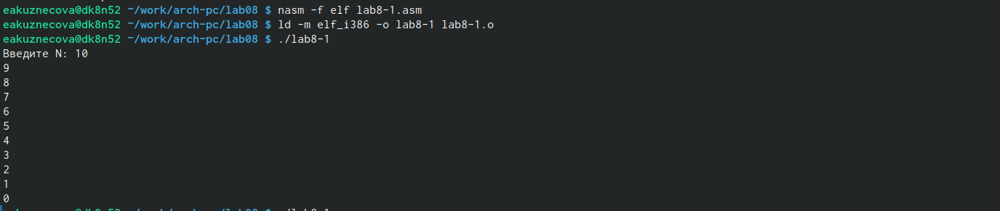 eakuznecova@dk8n52 ~/work/arch-pc/lab08 $ nasm -f elf lab8-1.asm
eakuznecova@dk8n52 ~/work/arch-pc/lab08 $ ld -m elf_i386 -o lab8-1 lab8-1.o
eakuznecova@dk8n52 ~/work/arch-pc/lab08 $ ./lab8-1
Введите N: 10
9
8
7
6
5
4
3
2
1
0